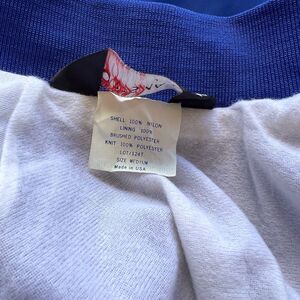 SHELL 100% NYLON
LINING 100%
BRUSHED POLYESTER
KNIT 100% POLYESTER
SIZE MEDIUM
MADE IN USA